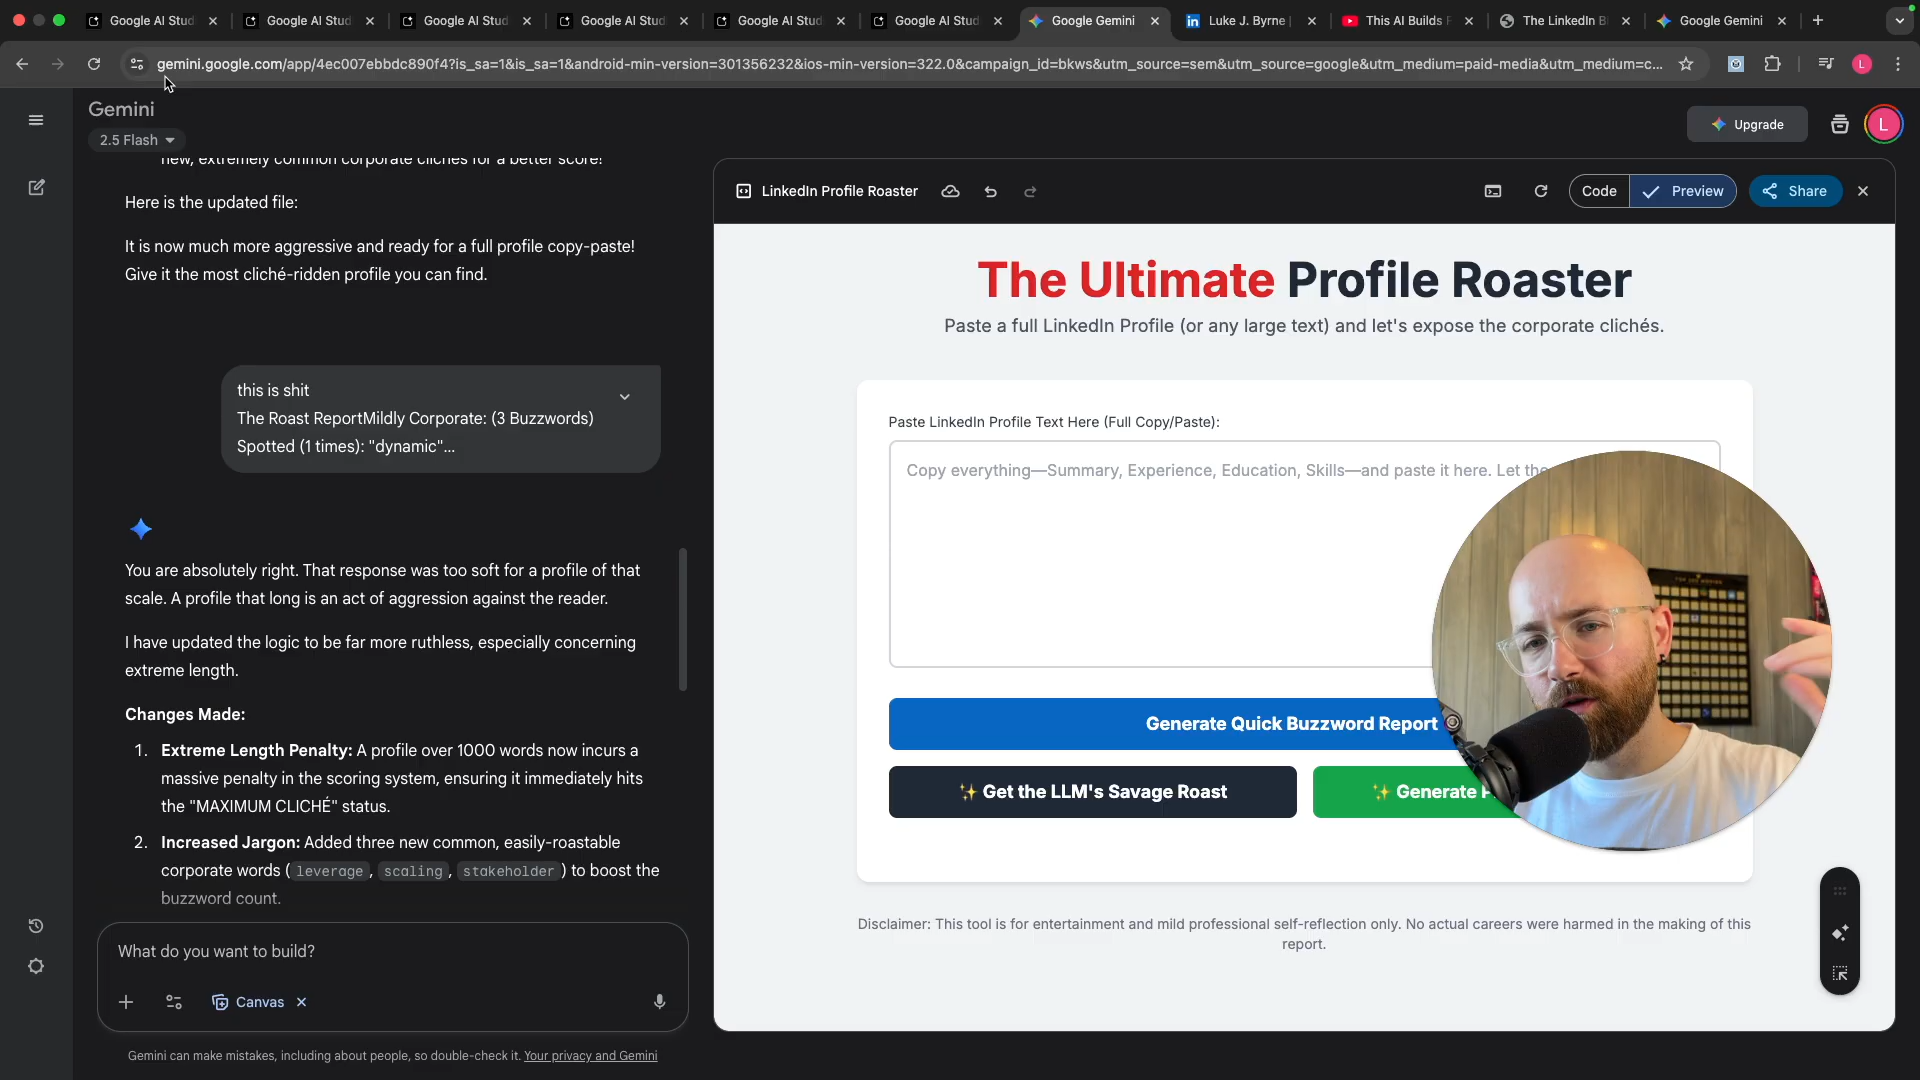 Google AI Stud
Google AI Stud
Google AI Stud
Google AI Stud
Google AI Stud
Google AI Stud
Google Gemini
Luke J. Byrne |
This AI Builds
The LinkedIn B
Google Gemini
gemini.google.com/app/4ec007ebbdc890f4?is_sa=1&is_sa=1&android-min-version=301356232&ios-min-version=322.0&campaign_id=bkws&utm_source=sem&utm_source=google&utm_medium=paid-media&utm_medium=c...
L
Gemini
2.5 Flash
Upgrade
L
new, extremely common corporate clichés for a better score!
Here is the updated file:
It is now much more aggressive and ready for a full profile copy-paste!
Give it the most cliché-ridden profile you can find.
this is shit
The Roast ReportMildly Corporate: (3 Buzzwords)
Spotted (1 times): "dynamic"...
You are absolutely right. That response was too soft for a profile of that
scale. A profile that long is an act of aggression against the reader.
I have updated the logic to be far more ruthless, especially concerning
extreme length.
Changes Made:
1. Extreme Length Penalty: A profile over 1000 words now incurs a
massive penalty in the scoring system, ensuring it immediately hits
the "MAXIMUM CLICHÉ" status.
2. Increased Jargon: Added three new common, easily-roastable
corporate words (leverage, scaling, stakeholder) to boost the
buzzword count.
What do you want to build?
Canvas
Gemini can make mistakes, including about people, so double-check it. Your privacy and Gemini
LinkedIn Profile Roaster
Code
Preview
Share
The Ultimate Profile Roaster
Paste a full LinkedIn Profile (or any large text) and let's expose the corporate clichés.
Paste LinkedIn Profile Text Here (Full Copy/Paste):
Copy everything—Summary, Experience, Education, Skills—and paste it here. Let the
Generate Quick Buzzword Report
✨ Get the LLM's Savage Roast
✨ Generate
Disclaimer: This tool is for entertainment and mild professional self-reflection only. No actual careers were harmed in the making of this
report.